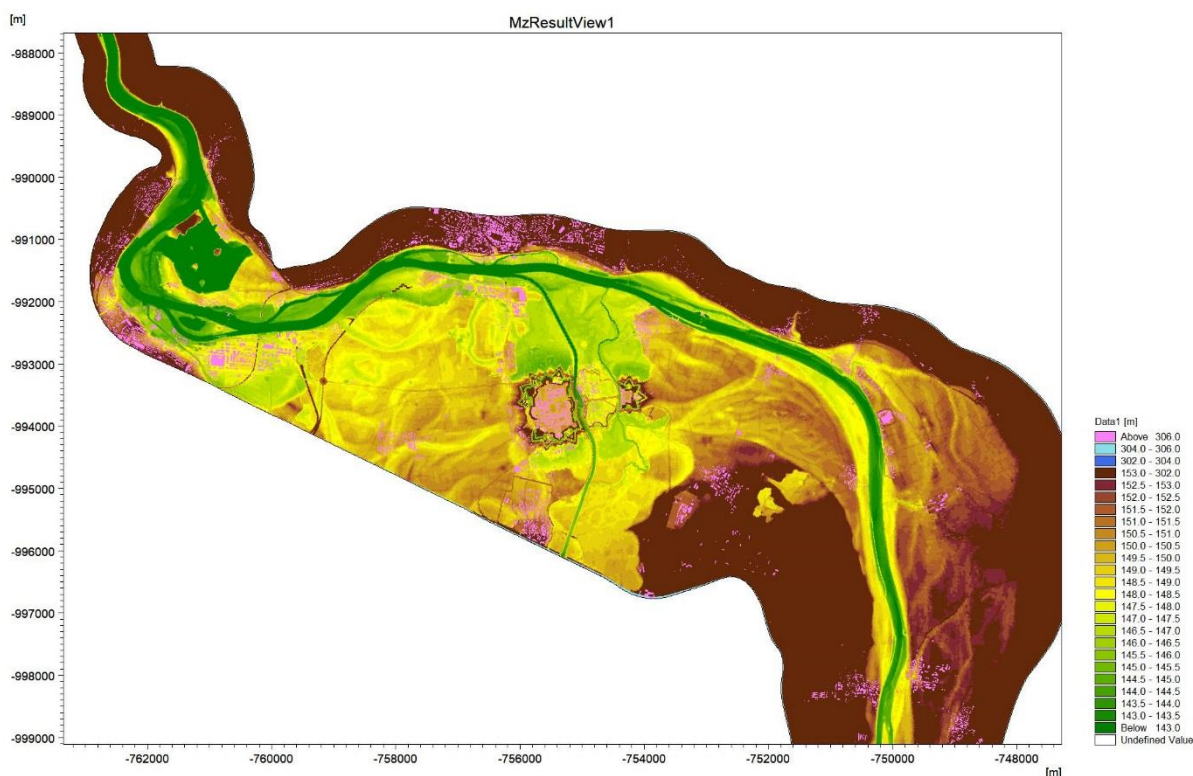 [m]
MzResultView1
-988000
-989000
-990000
-991000
-992000
-993000
-994000
-995000
-996000
-997000
-998000
-999000
-762000 -760000 -758000 -756000 -754000 -752000 -750000 -748000
[m]
Data1 [m]
Above 306.0
304.0 - 306.0
302.0 - 304.0
153.0 - 302.0
152.5 - 153.0
152.0 - 152.5
151.5 - 152.0
151.0 - 151.5
150.5 - 151.0
150.0 - 150.5
149.5 - 150.0
149.0 - 149.5
148.5 - 149.0
148.0 - 148.5
147.5 - 148.0
147.0 - 147.5
146.5 - 147.0
146.0 - 146.5
145.5 - 146.0
145.0 - 145.5
144.5 - 145.0
144.0 - 144.5
143.5 - 144.0
143.0 - 143.5
Below 143.0
Undefined Value